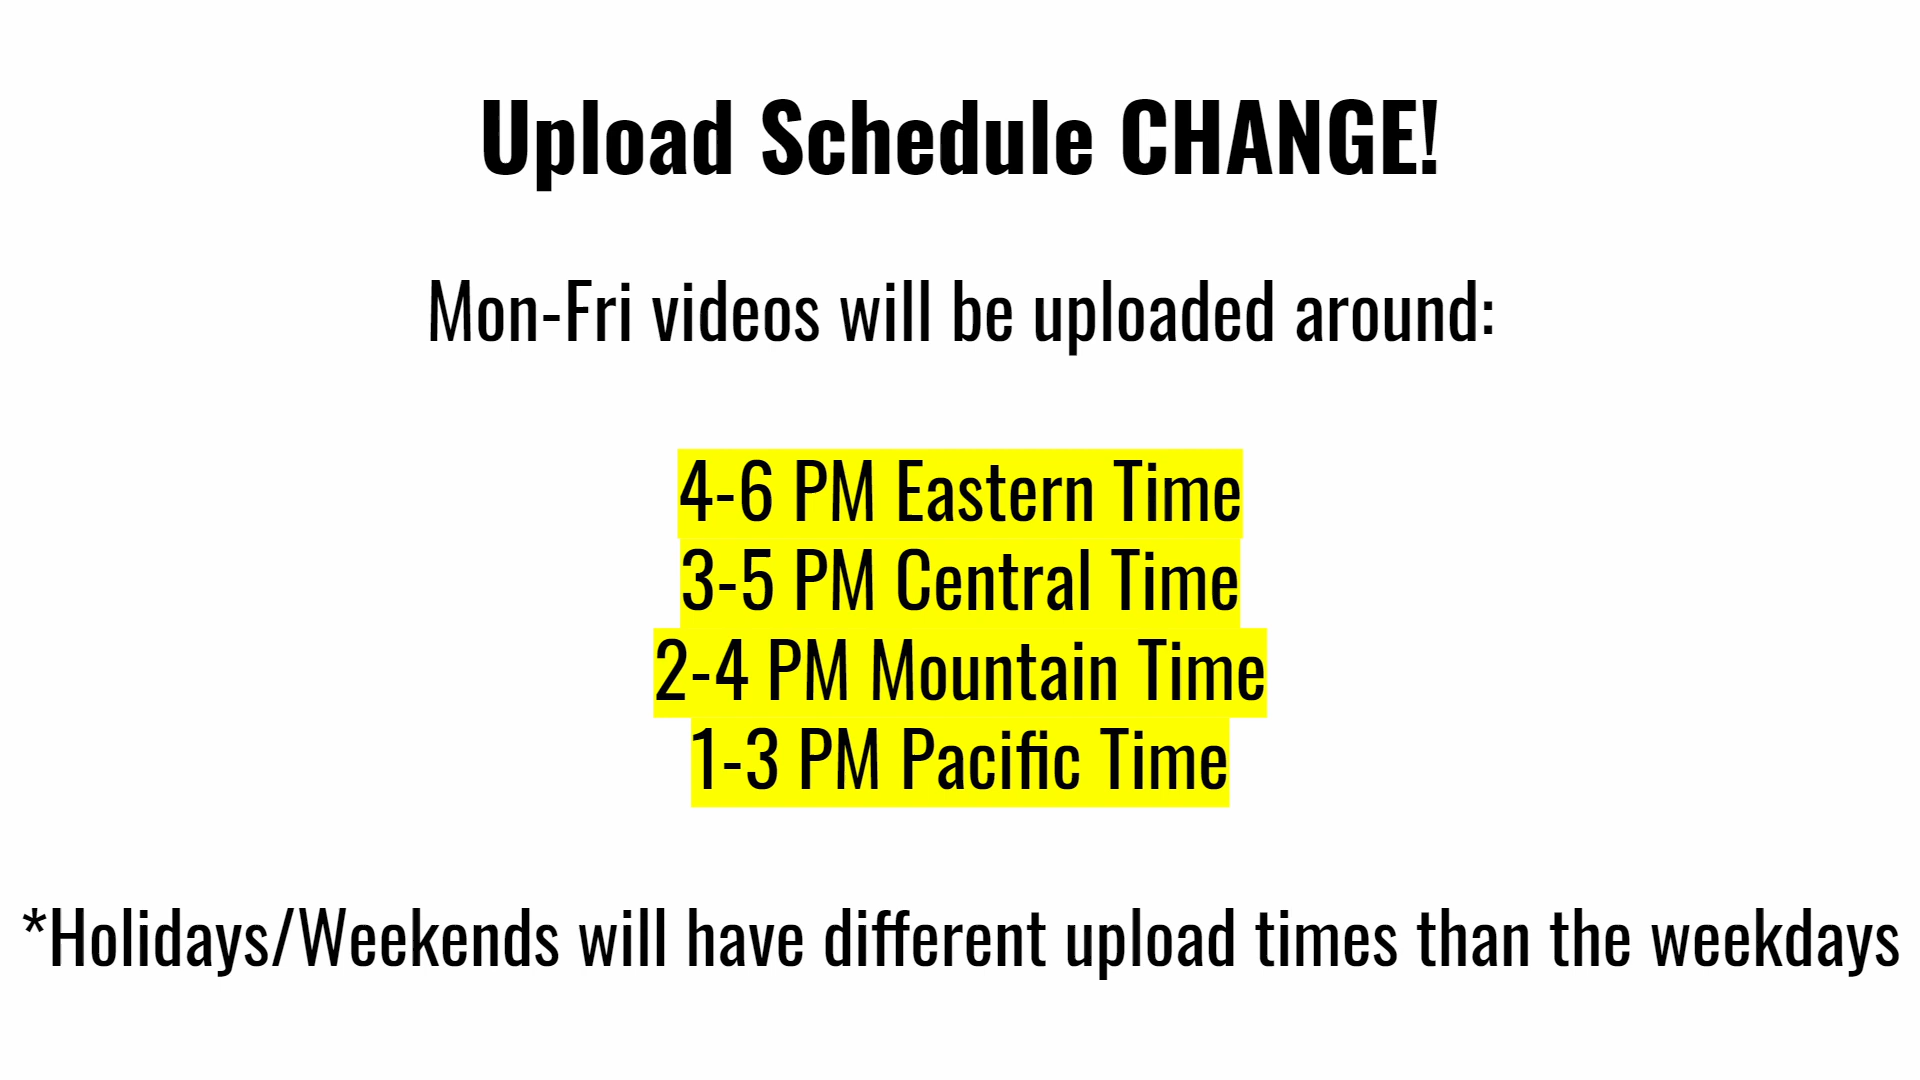 Upload Schedule CHANGE!
Mon-Fri videos will be uploaded around:
4-6 PM Eastern Time
3-5 PM Central Time
2-4 PM Mountain Time
1-3 PM Pacific Time
*Holidays/Weekends will have different upload times than the weekdays